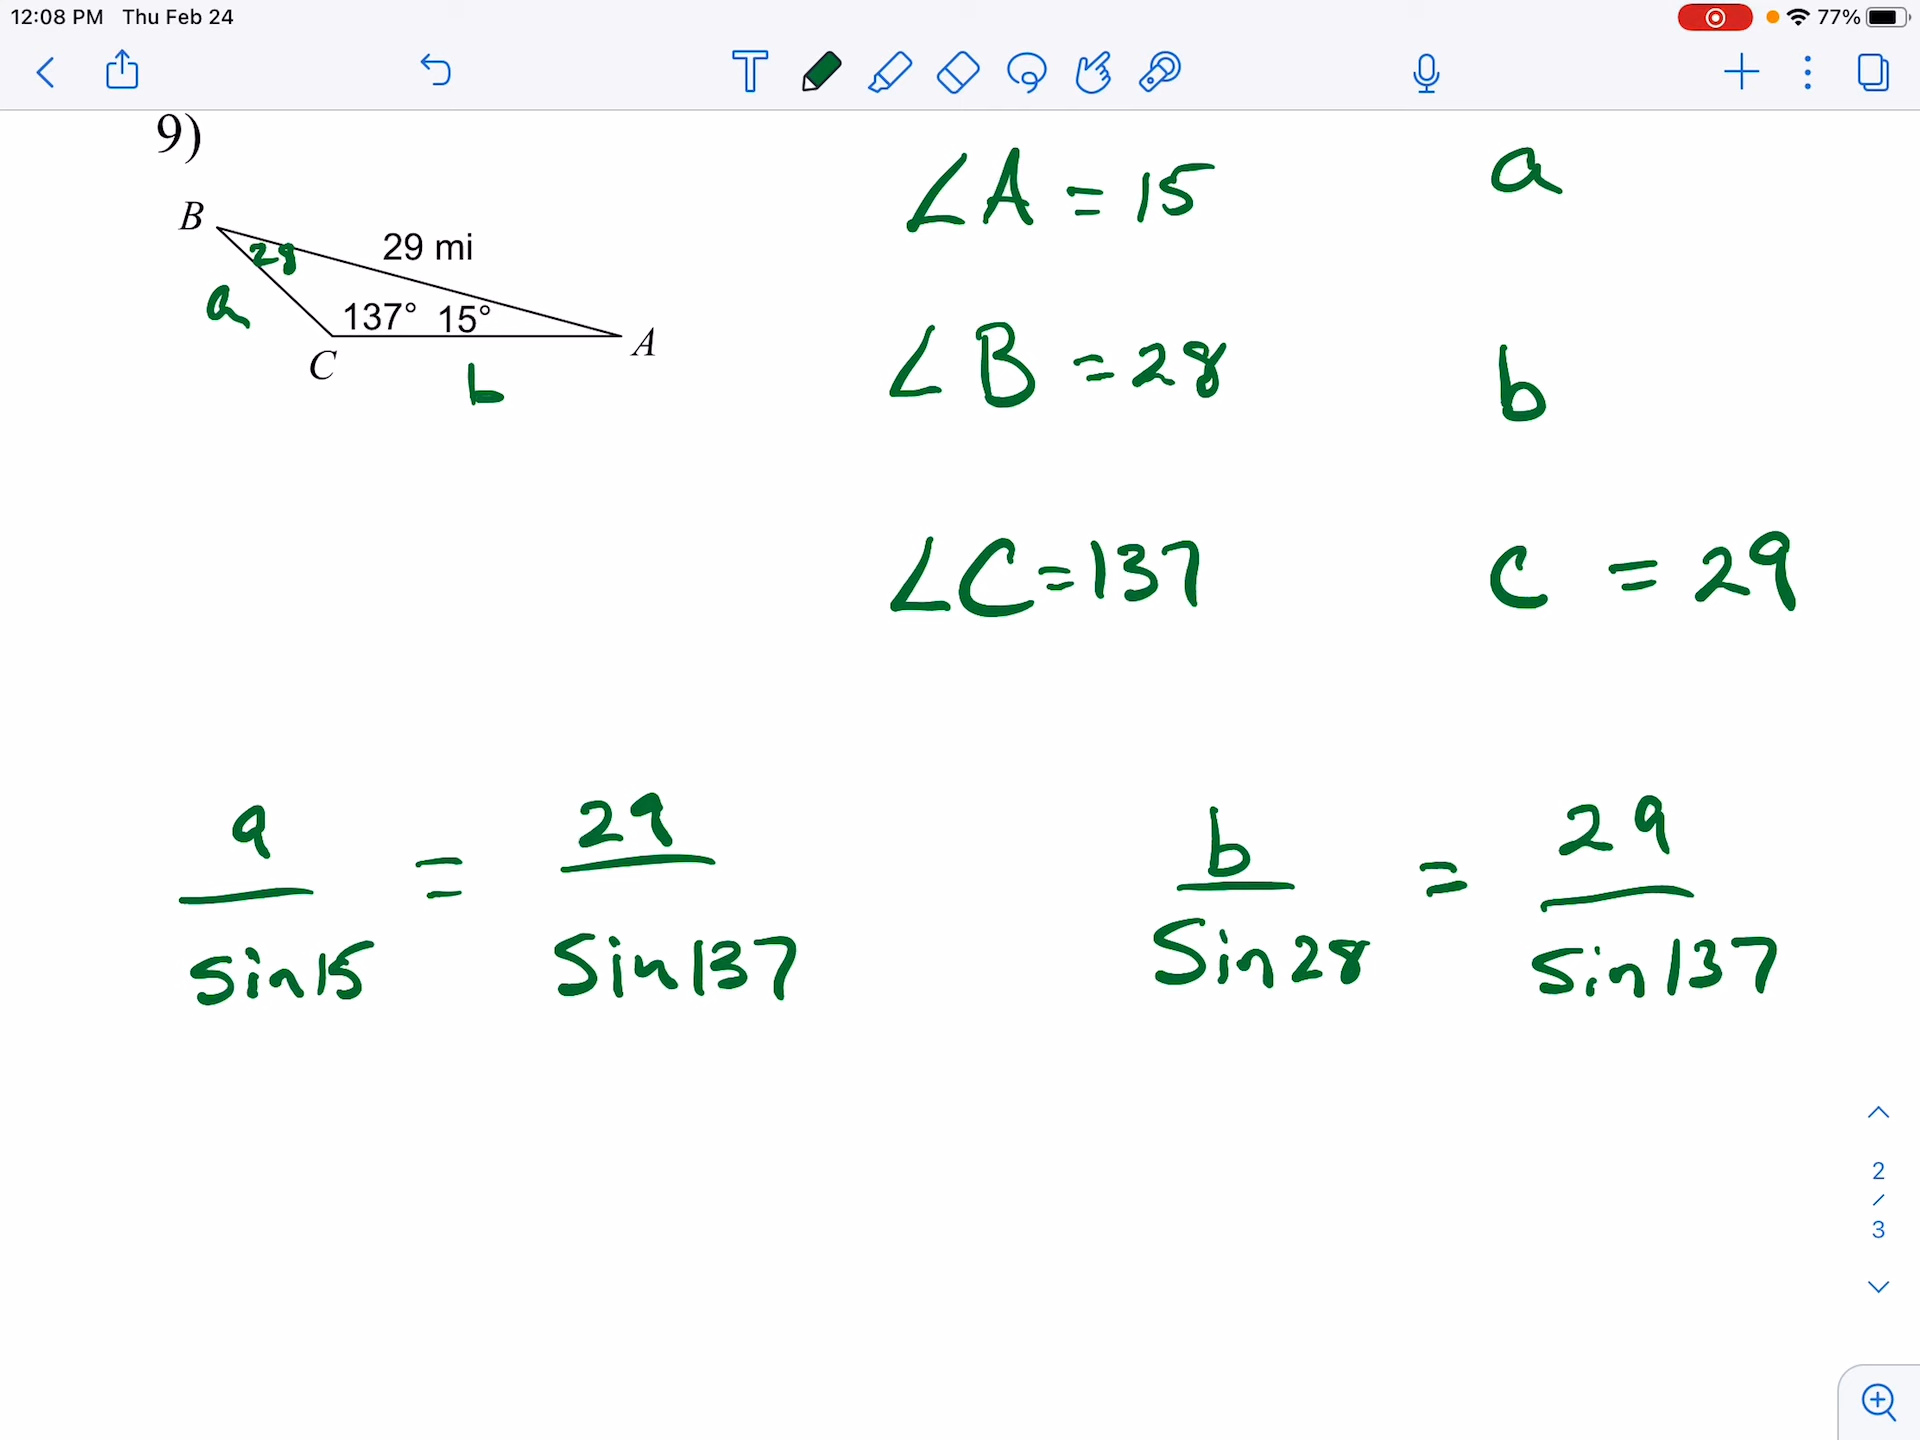 12:08 PM Thu Feb 24
77%
T
9)
∠A = 15
a
B
28
29 mi
a
137° 15°
C
A
b
∠B = 28
b
∠C = 137
c = 29
a = 29
sin15 sin137
b = 29
sin28 sin137
2
/
3